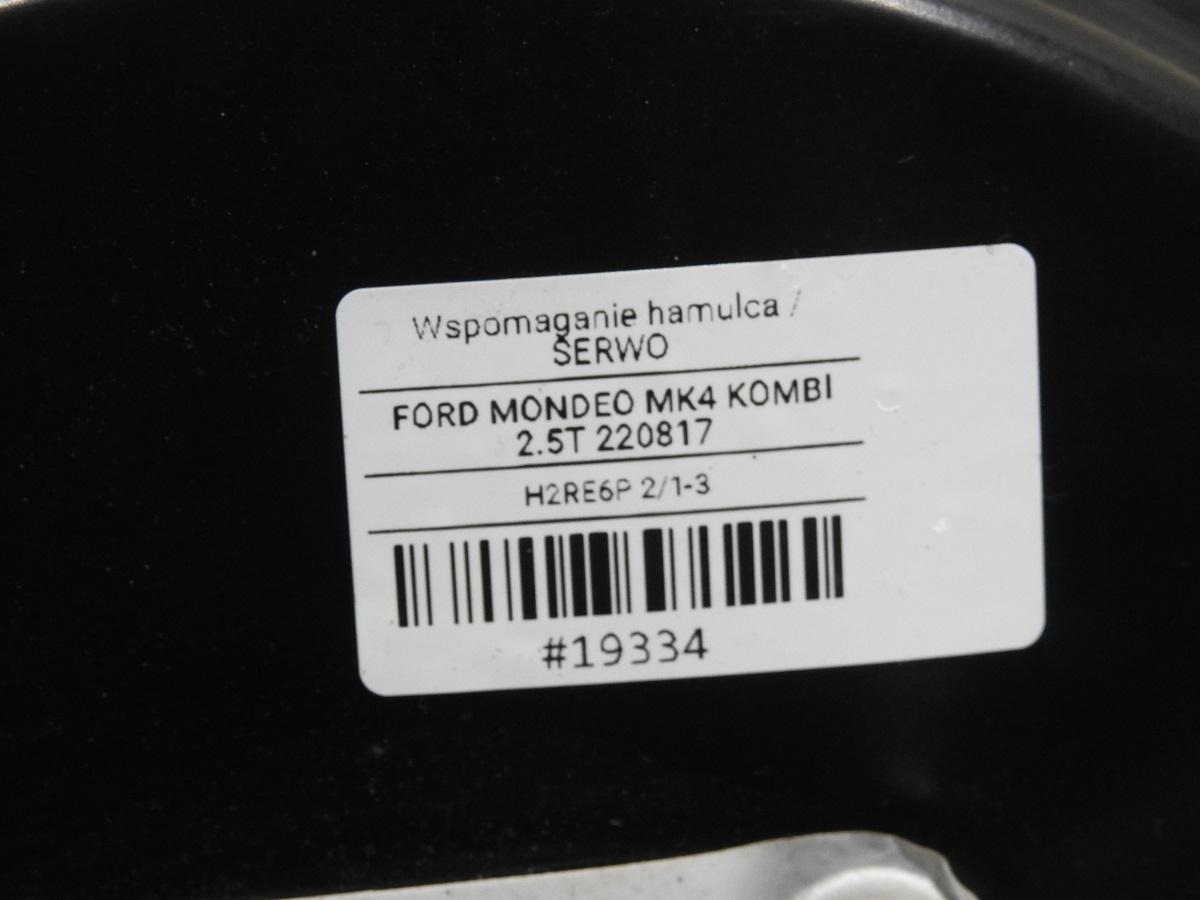 Wspomaganie hamulca /
SERWO
FORD MONDEO MK4 KOMBI
2.5T 220817
H2RE6P 2/1-3
#19334